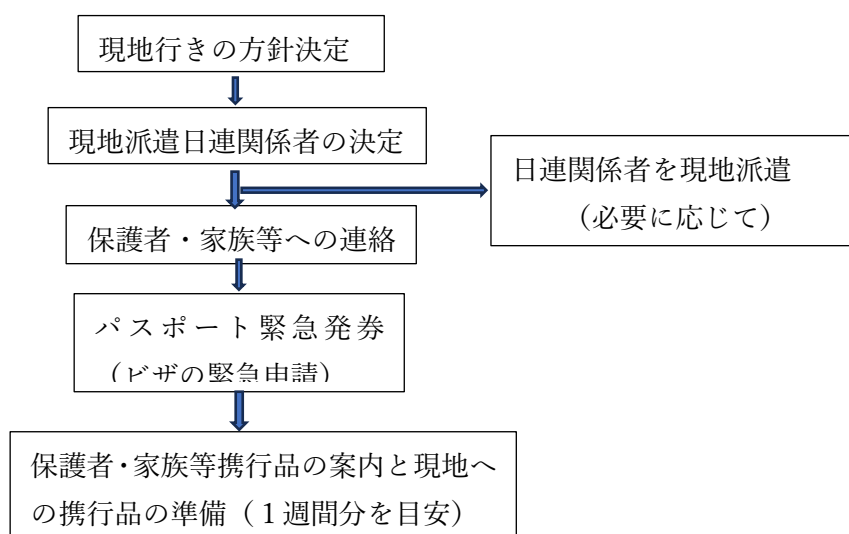 現地行きの方針決定
現地派遣日連関係者の決定
日連関係者を現地派遣
（必要に応じて）
保護者・家族等への連絡
パスポート緊急発券
（ビザの緊急申請）
保護者・家族等携行品の案内と現地へ
の携行品の準備（１週間分を目安）